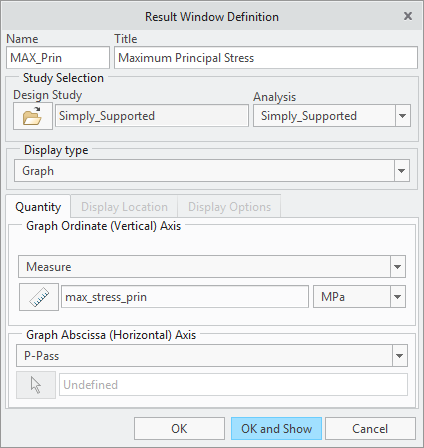 Result Window Definition
Name Title
MAX_Prin Maximum Principal Stress
Study Selection
Design Study Analysis
Simply_Supported Simply_Supported
Display type
Graph
Quantity Display Location Display Options
Graph Ordinate (Vertical) Axis
Measure
max_stress_prin MPa
Graph Abscissa (Horizontal) Axis
P-Pass
Undefined
OK OK and Show Cancel